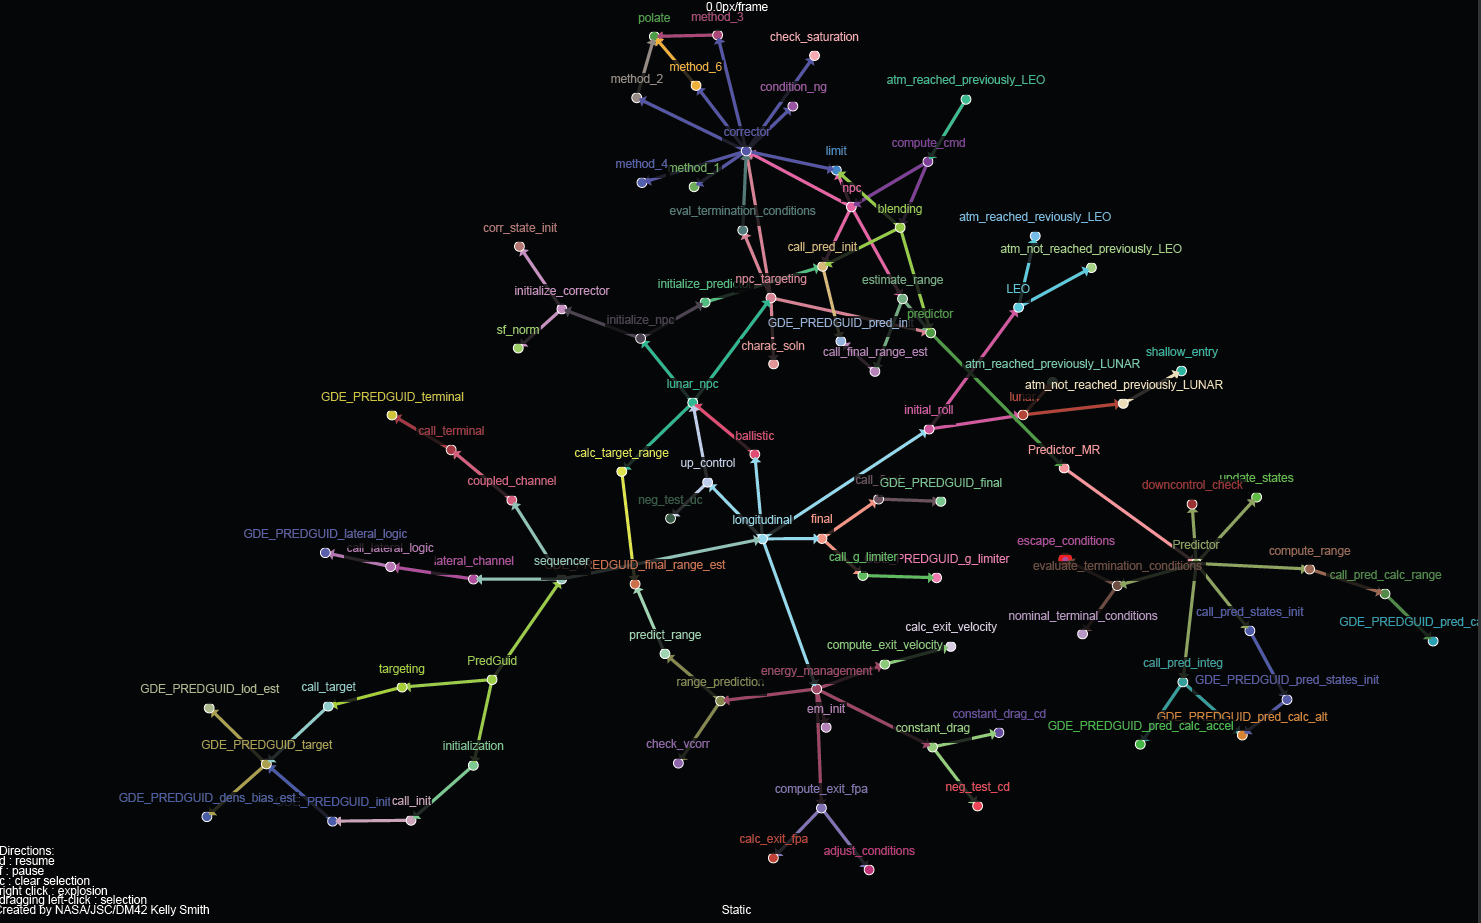 0.0px/frame
polate
method_3
check_saturation
method_6
method_2
condition_ng
atm_reached_previously_LEO
corrector
compute_cmd
limit
method_4
method_1
npc
eval_termination_conditions
blending
atm_reached_reviously_LEO
corr_state_init
call_pred_init
atm_not_reached_previously_LEO
npc_targeting
initialize_predic
estimate_range
initialize_corrector
LEO
initialize_npc
GDE_PREDGUID_pred_in
predictor
sf_norm
charac_soln
call_final_range_est
shallow_entry
atm_reached_previously_LUNAR
lunar_npc
atm_not_reached_previously_LUNAR
GDE_PREDGUID_terminal
initial_roll
call_terminal
ballistic
calc_target_range
Predictor_MR
up_control
coupled_channel
call_
GDE_PREDGUID_final
downcontrol_check
update_states
neg_test_uc
longitudinal
final
GDE_PREDGUID_lateral_logic
escape_conditions
Predictor
call_lateral_logic
compute_range
lateral_channel
sequencer
_PREDGUID_final_range_est
call_g_limiter
PREDGUID_g_limiter
evaluate_termination_conditions
call_pred_calc_range
nominal_terminal_conditions
call_pred_states_init
GDE_PREDGUID_pred_ca
calc_exit_velocity
predict_range
compute_exit_velocity
PredGuid
targeting
energy_management
call_pred_integ
range_prediction
GDE_PREDGUID_pred_states_init
GDE_PREDGUID_lod_est
call_target
em_init
constant_drag_cd
constant_drag
GDE_PREDGUID_pred_calc_alt
GDE_PREDGUID_pred_calc_accel
GDE_PREDGUID_target
initialization
check_vcorr
compute_exit_fpa
neg_test_cd
GDE_PREDGUID_dens_bias_est
_PREDGUID_init
call_init
calc_exit_fpa
adjust_conditions
Directions:
d : resume
f : pause
c : clear selection
right click : explosion
dragging left-click : selection
Created by NASA/JSC/DM42 Kelly Smith
Static